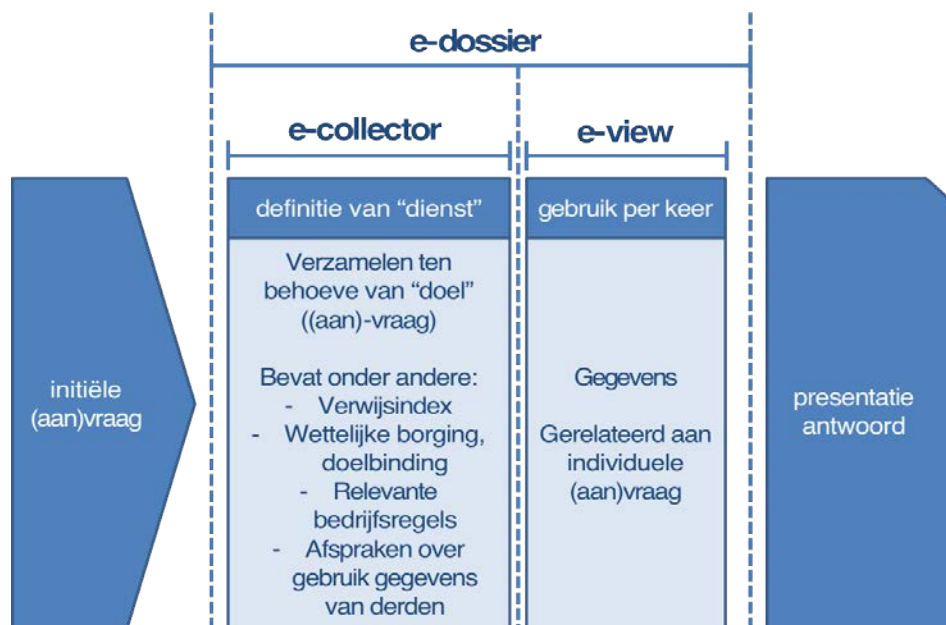 e-dossier
e-collector
e-view
initiële
(aan)vraag
definitie van “dienst”
Verzamelen ten
behoeve van “doel”
((aan)-vraag)
Bevat onder andere:
- Verwijsindex
- Wettelijke borging,
doelbinding
- Relevante
bedrijfsregels
- Afspraken over
gebruik gegevens
van derden
gebruik per keer
Gegevens
Gerelateerd aan
individuele
(aan)vraag
presentatie
antwoord